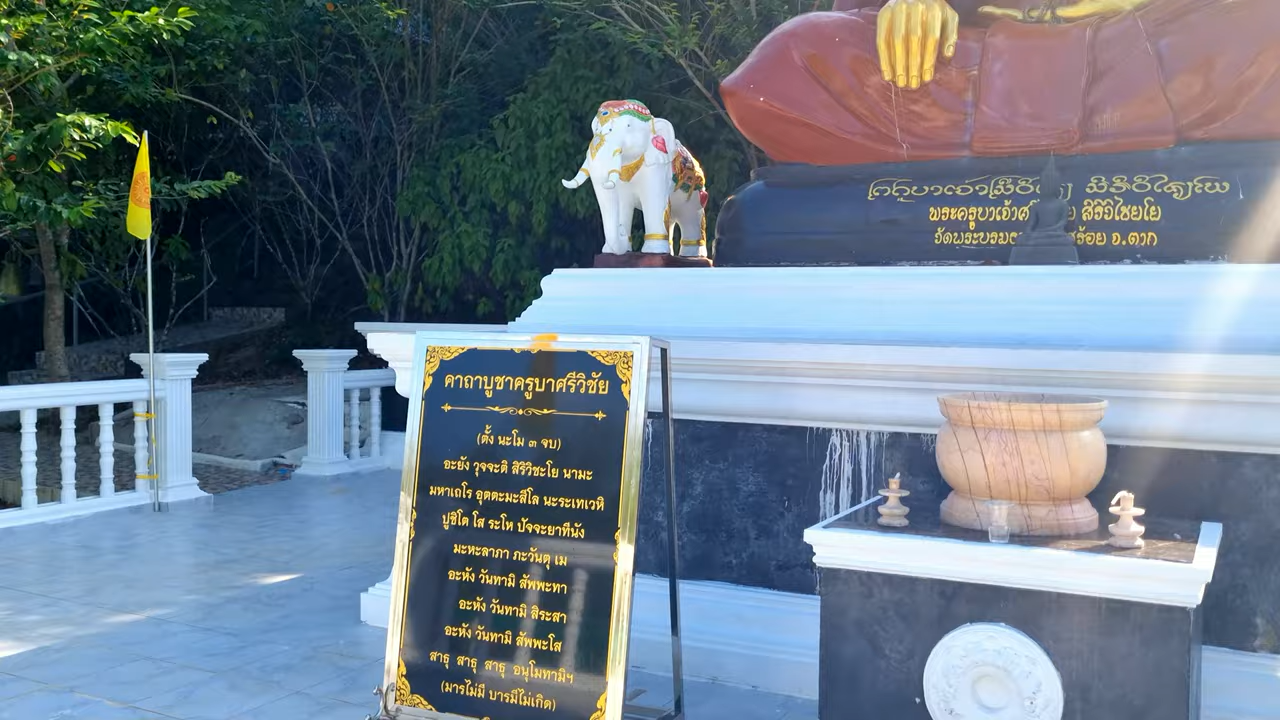 พระครูบาเจ้าศ สิริวิไชยโย
วัดพระบรม ร้อย จ.ตาก
คาถาบูชาครูบาศรีวิชัย
(ตั้ง นะโม ๓ จบ)
อะยัง วุจจะติ สิริวิชะโย นามะ
มหาเถโร อุตตะมะสีโล นะระเทเวหิ
ปูชิโต โส ระโห ปัจจะยาทีนัง
มะหะลาภา ภะวันตุ เม
อะหัง วันทามิ สัพพะทา
อะหัง วันทามิ สิระสา
อะหัง วันทามิ สัพพะโส
สาธุ สาธุ สาธุ อนุโมทามิฯ
(มารไม่มี บารมีไม่เกิด)